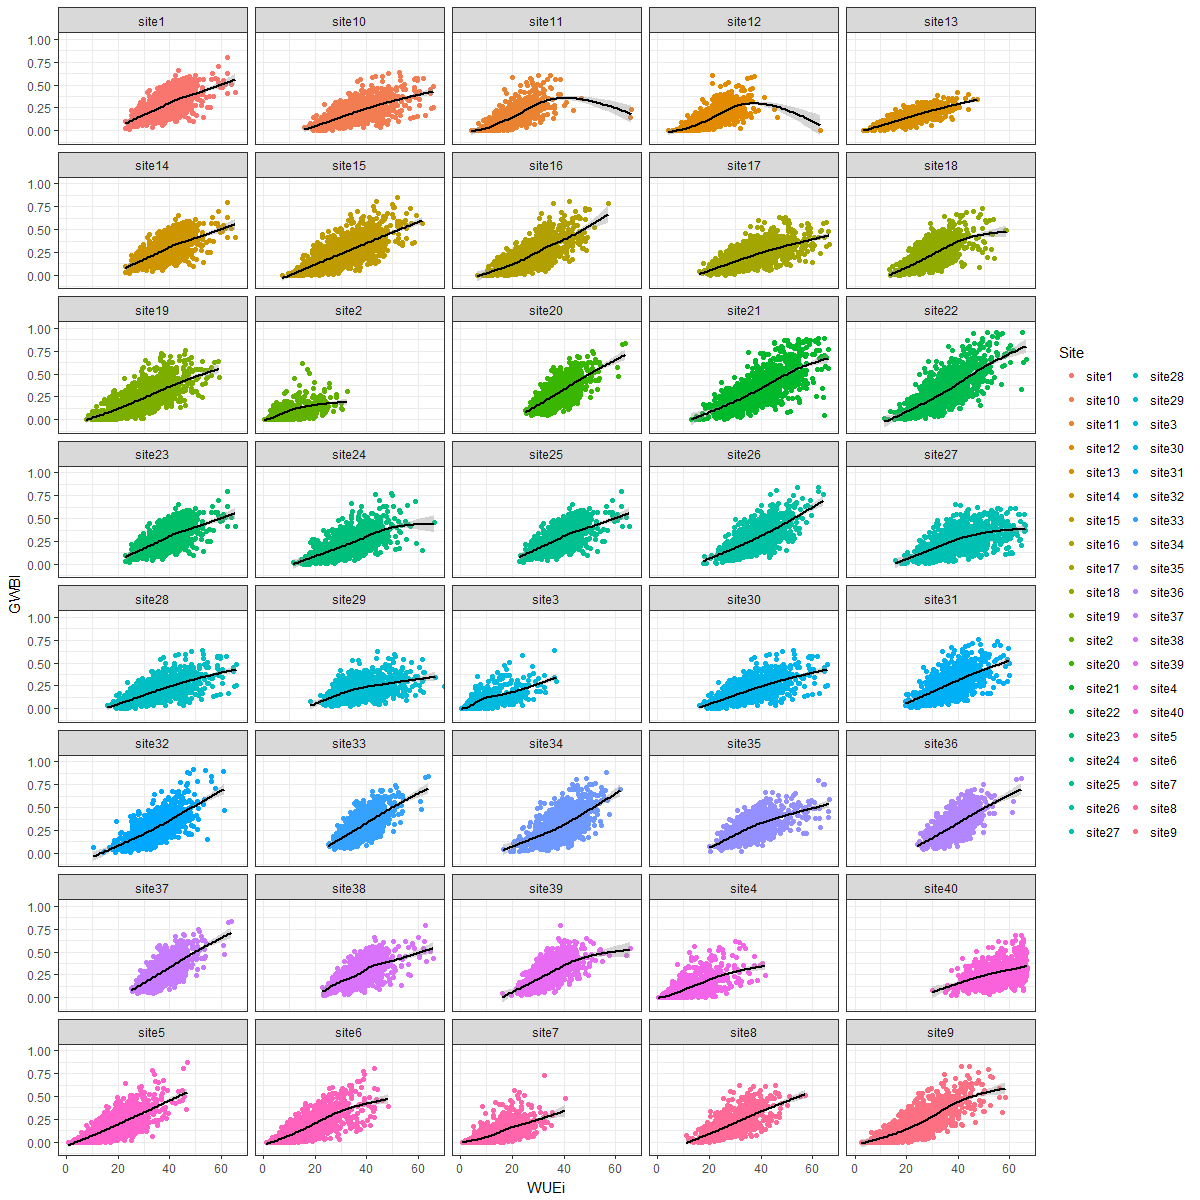 site1 site10 site11 site12 site13
1.00
0.75
0.50
0.25
0.00
site14 site15 site16 site17 site18
1.00
0.75
0.50
0.25
0.00
site19 site2 site20 site21 site22
1.00
0.75
0.50
0.25
0.00
site23 site24 site25 site26 site27
1.00
0.75
0.50
0.25
0.00
site28 site29 site3 site30 site31
1.00
0.75
0.50
0.25
0.00
site32 site33 site34 site35 site36
1.00
0.75
0.50
0.25
0.00
site37 site38 site39 site4 site40
1.00
0.75
0.50
0.25
0.00
site5 site6 site7 site8 site9
1.00
0.75
0.50
0.25
0.00
0 20 40 60 0 20 40 60 0 20 40 60 0 20 40 60 0 20 40 60
WUEi
GWBI
Site
site1 site28
site10 site29
site11 site3
site12 site30
site13 site31
site14 site32
site15 site33
site16 site34
site17 site35
site18 site36
site19 site37
site2 site38
site20 site39
site21 site4
site22 site40
site23 site5
site24 site6
site25 site7
site26 site8
site27 site9